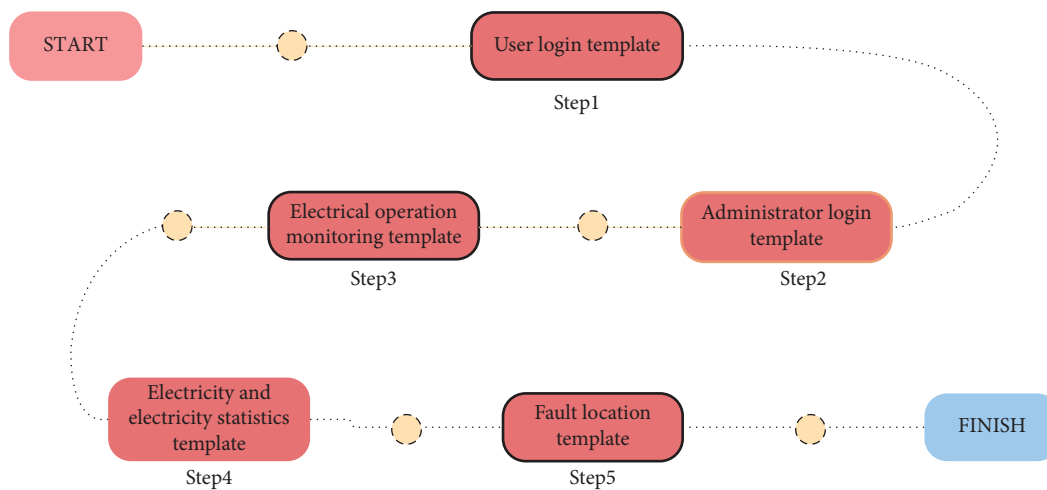 START
User login template
Step1
Administrator login
template
Step2
Electrical operation
monitoring template
Step3
Electricity and
electricity statistics
template
Step4
Fault location
template
Step5
FINISH